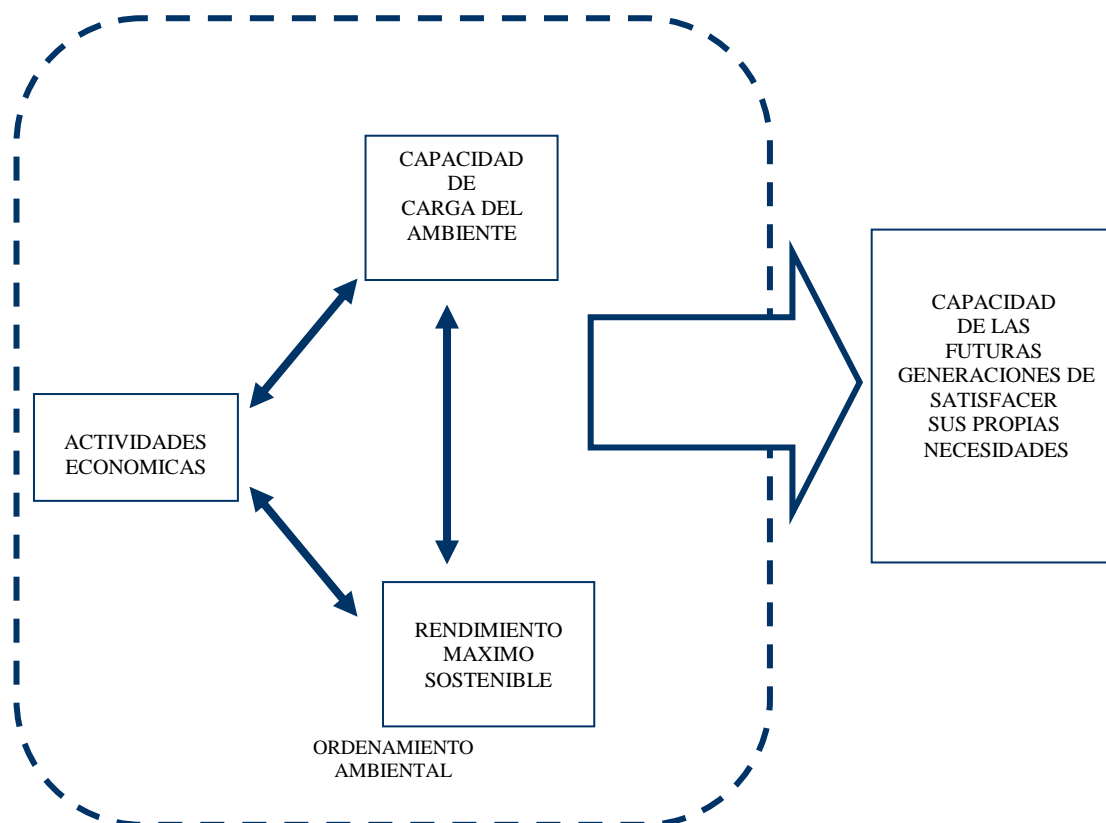 CAPACIDAD
DE
CARGA DEL
AMBIENTE
ACTIVIDADES
ECONOMICAS
RENDIMIENTO
MAXIMO
SOSTENIBLE
ORDENAMIENTO
AMBIENTAL
CAPACIDAD
DE LAS
FUTURAS
GENERACIONES DE
SATISFACER
SUS PROPIAS
NECESIDADES